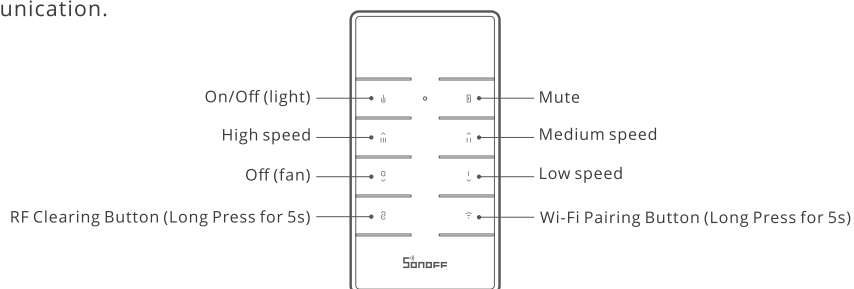 unication.
On/Off (light)
Mute
High speed
Medium speed
Off (fan)
Low speed
RF Clearing Button (Long Press for 5s)
Wi-Fi Pairing Button (Long Press for 5s)
SONOFF